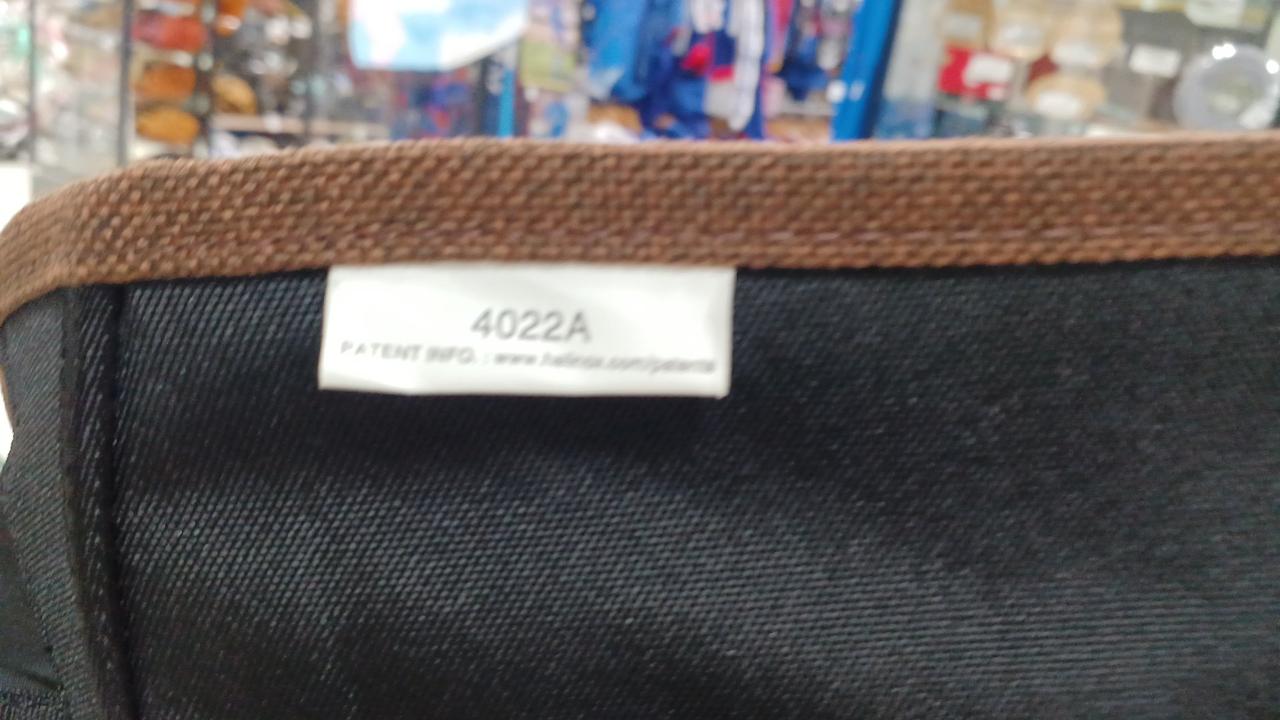 4022A
PATENT INFO. : www.helinox.com/patents